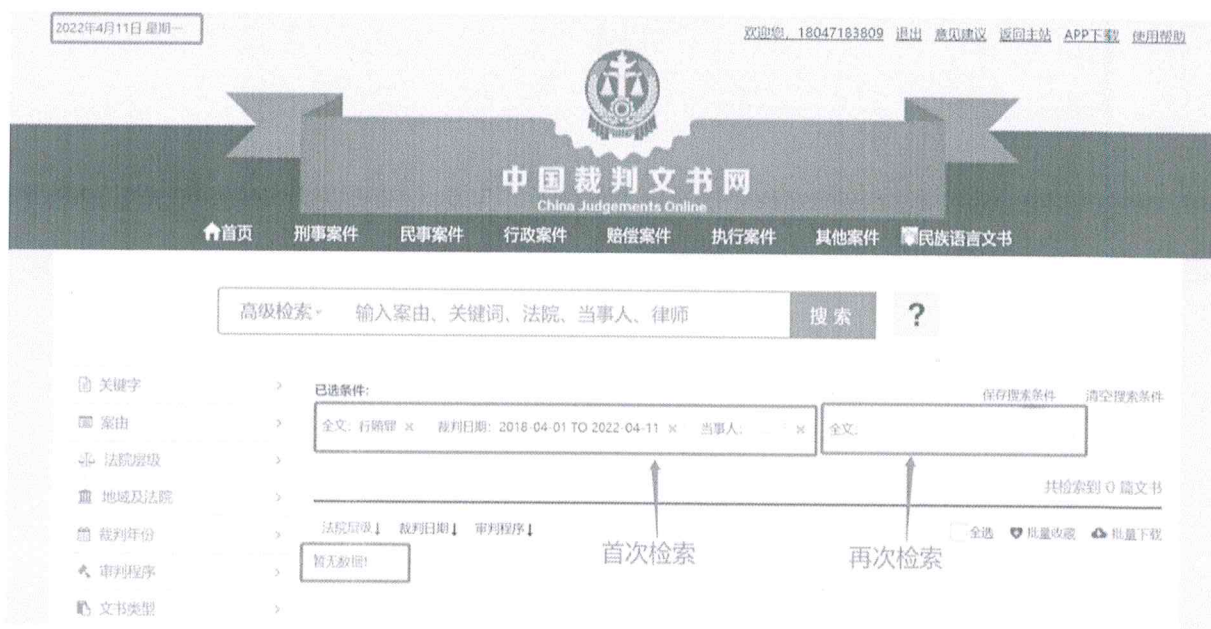 2022年4月11日 星期一
欢迎您，18047183809 退出 意见建议 返回主站 APP下载 使用帮助
中国裁判文书网
China Judgements Online
首页 刑事案件 民事案件 行政案件 赔偿案件 执行案件 其他案件 民族语言文书
高级检索 输入案由、关键词、法院、当事人、律师 搜索 ?
关键字
案由
法院层级
地域及法院
裁判年份
审判程序
文书类型
已选条件：
保存搜索条件 清空搜索条件
全文：行贿罪 × 裁判日期：2018-04-01 TO 2022-04-11 × 当事人： × 全文：
共检索到 0 篇文书
法院层级↓ 裁判日期↓ 审判程序↓
全选 批量收藏 批量下载
首次检索 再次检索
暂无数据!